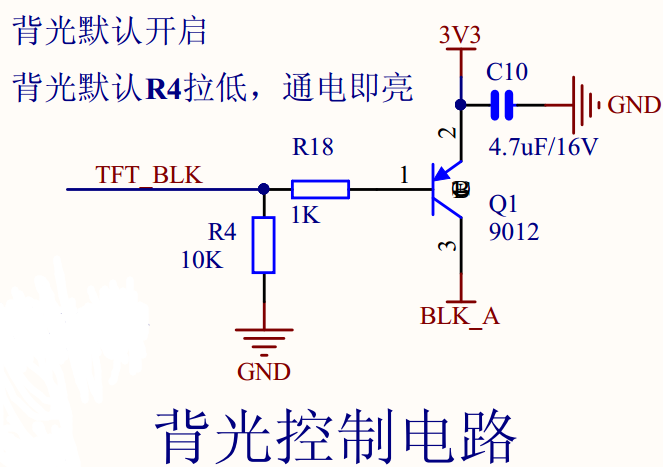 背光默认开启
背光默认R4拉低，通电即亮
3V3
C10
GND
4.7uF/16V
2
R18
TFT_BLK
1
1K
Q1
9012
R4
10K
3
BLK_A
GND
背光控制电路